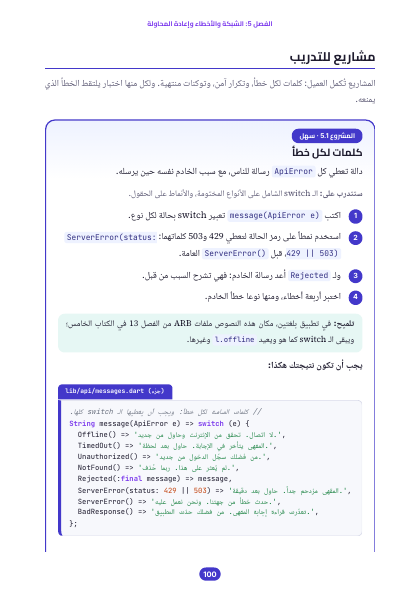 الفصل 5: الشبكة والأخطاء وإعادة المحاولة
مشاريع للتدريب
المشاريع تُكمل العميل: كلمات لكل خطأ، وتكرار آمن، وتوكنات منتهية. ولكل منها اختبار يلتقط الخطأ الذي
يمنعه.
المشروع 5.1 · سهل
كلمات لكل خطأ
دالة تعطي كل ApiError رسالة للناس، مع سبب الخادم نفسه حين يرسله.
ستتدرب على: الـ switch الشامل على الأنواع المختومة، والأنماط على الحقول.
1 اكتب message(ApiError e) تعبير switch بحالة لكل نوع.
2 استخدم نمطاً على رمز الحالة لتعطي 429 و503 كلماتهما: ServerError(status:
429 || 503)، قبل ServerError() العامة.
3 ولـ Rejected أعد رسالة الخادم: فهي تشرح السبب من قبل.
4 اختبر أربعة أخطاء، ومنها نوعا خطأ الخادم.
تلميح: في تطبيق بلغتين، مكان هذه النصوص ملفات ARB من الفصل 13 في الكتاب الخامس؛
ويبقى الـ switch كما هو ويعيد l.offline وغيرها.
يجب أن تكون نتيجتك هكذا:
lib/api/messages.dart (جزء)
// كلمات الشاشة لكل خطأ: ويجب أن يغطيها الـ switch كلها.
String message(ApiError e) => switch (e) {
Offline() => 'لا اتصال. تحقق من الإنترنت وحاول من جديد.',
TimedOut() => 'المقهى يتأخر في الإجابة. حاول بعد لحظة.',
Unauthorized() => 'من فضلك سجّل الدخول من جديد.',
NotFound() => 'لم يُعثر على هذا. ربما حُذف.',
Rejected(:final message) => message,
ServerError(status: 429 || 503) => 'المقهى مزدحم جداً. حاول بعد دقيقة.',
ServerError() => 'حدث خطأ من جهتنا. ونحن نعمل عليه.',
BadResponse() => 'تعذّرت قراءة إجابة المقهى. من فضلك حدّث التطبيق.',
};
100